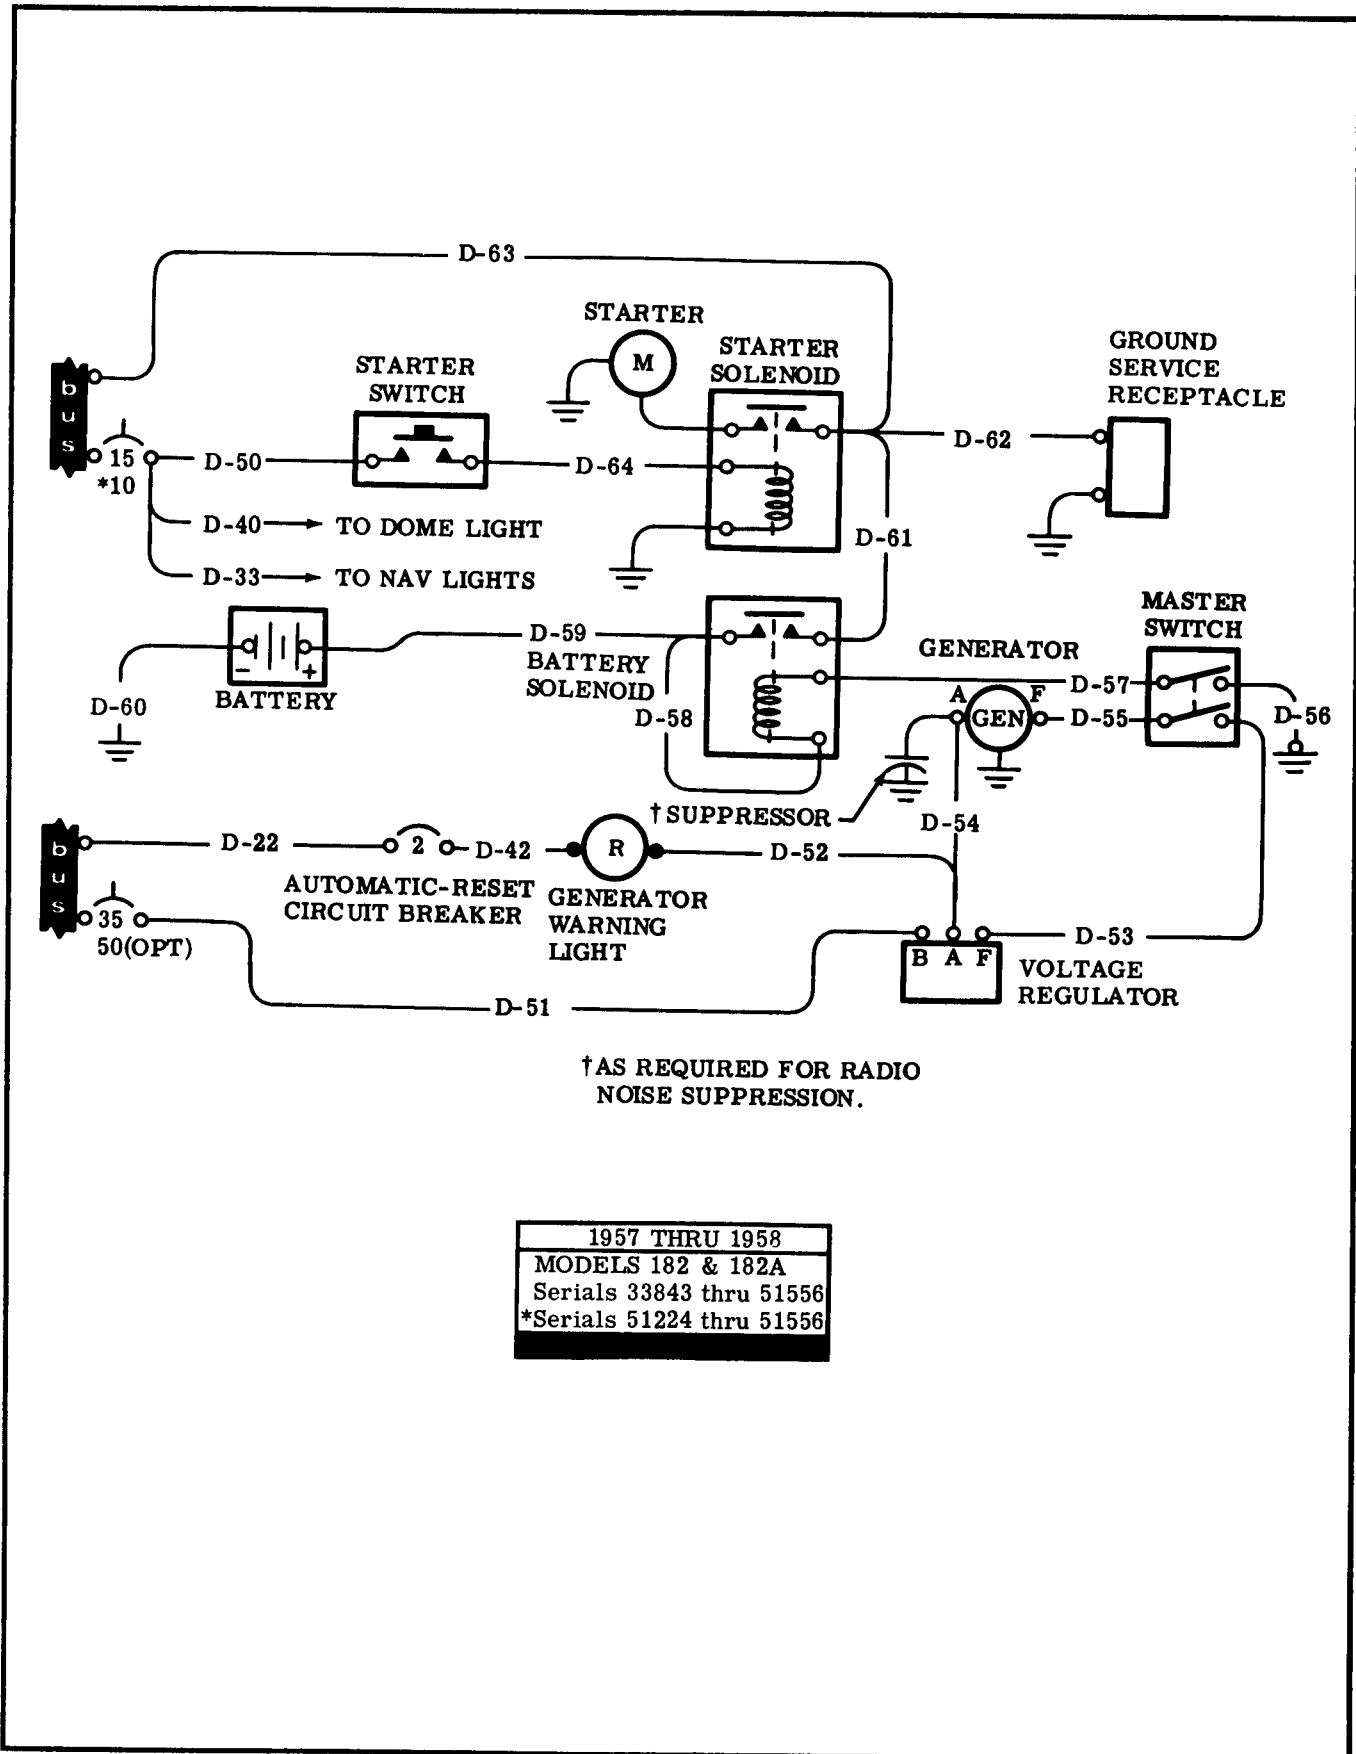 D-63
STARTER
STARTER
SOLENOID
GROUND
SERVICE
RECEPTACLE
STARTER
SWITCH
M
bus
15
*10
D-50
D-64
D-62
D-40
TO DOME LIGHT
D-61
D-33
TO NAV LIGHTS
MASTER
SWITCH
D-59
BATTERY
SOLENOID
GENERATOR
- +
BATTERY
D-60
D-58
D-57
A
F
GEN
D-55
D-56
†SUPPRESSOR
D-54
bus
D-22
2
D-42
R
D-52
AUTOMATIC-RESET
CIRCUIT BREAKER
GENERATOR
WARNING
LIGHT
35
50(OPT)
D-53
B A F
VOLTAGE
REGULATOR
D-51
†AS REQUIRED FOR RADIO
NOISE SUPPRESSION.
1957 THRU 1958
MODELS 182 & 182A
Serials 33843 thru 51556
*Serials 51224 thru 51556